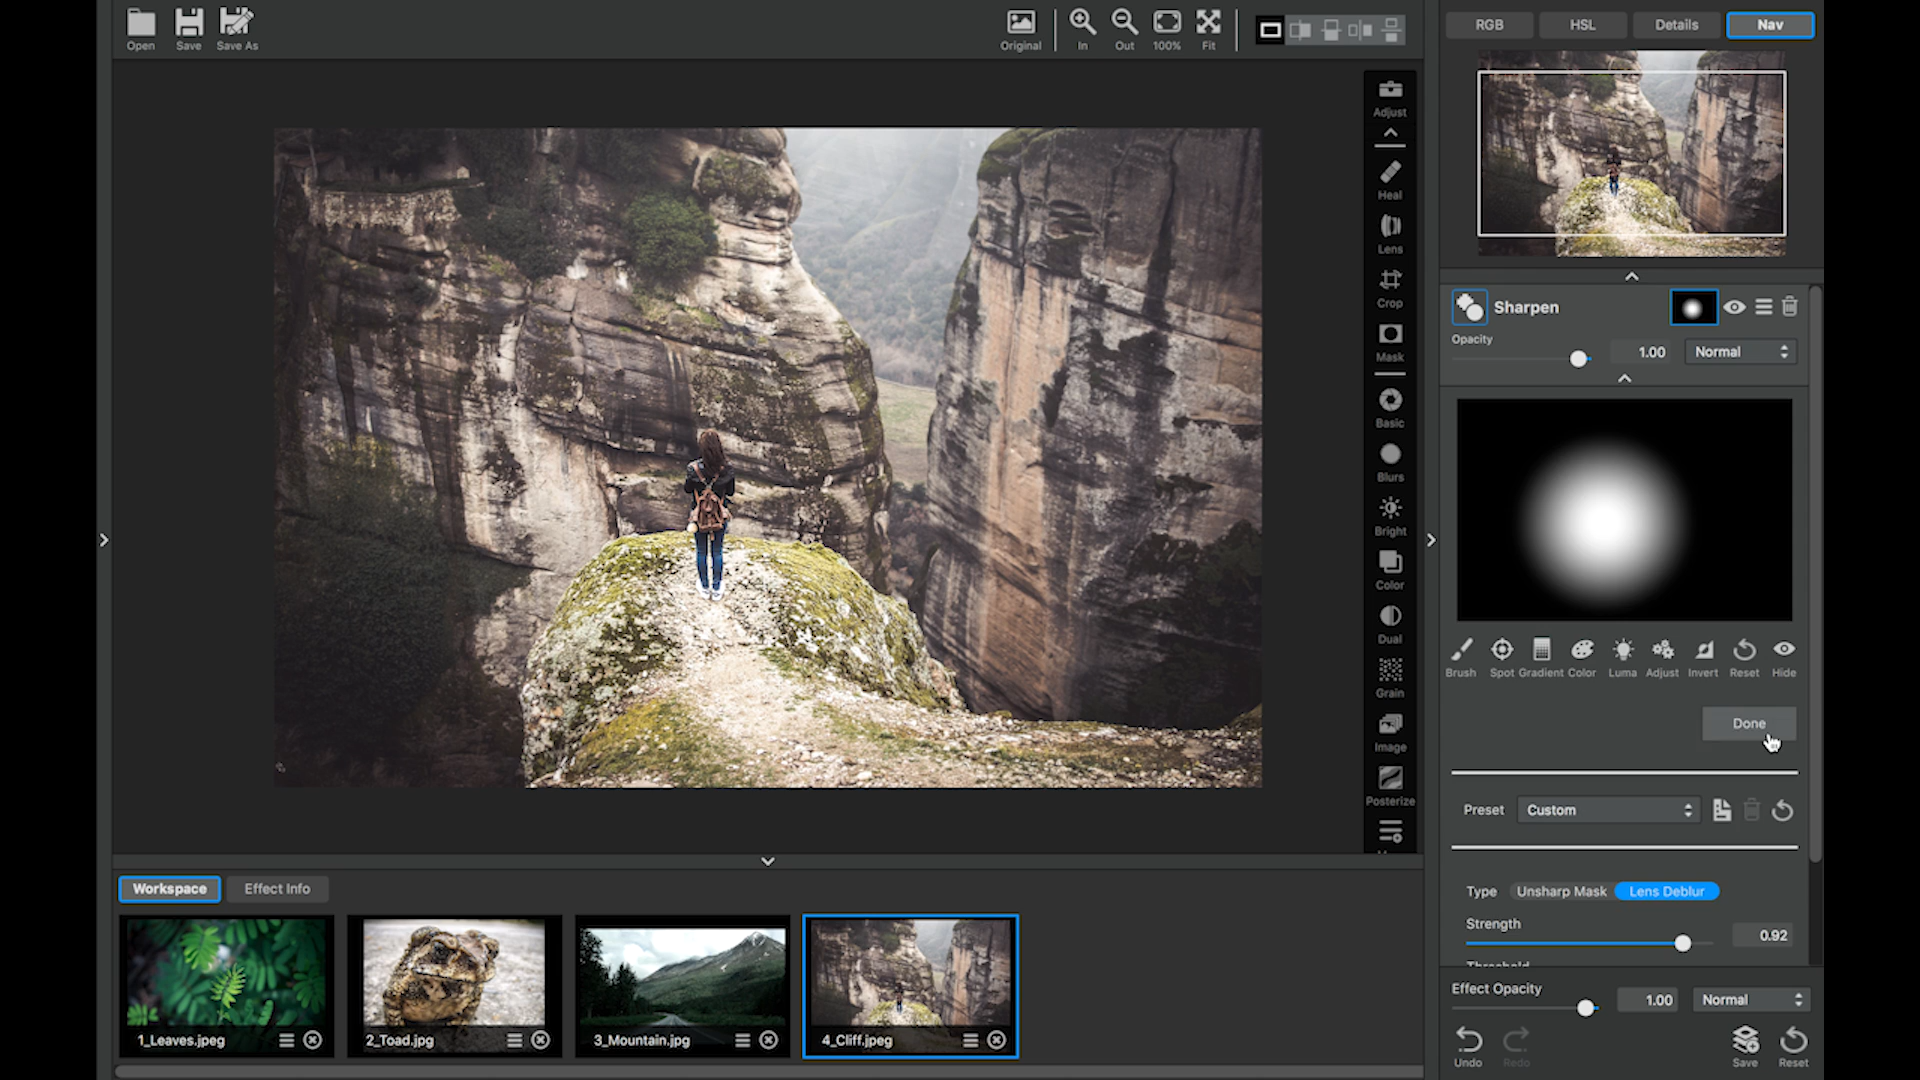 Open Save Save As
Original In Out 100% Fit
RGB HSL Details Nav
Adjust
Heal
Lens
Crop
Mask
Basic
Blurs
Bright
Color
Dual
Grain
Image
Posterize
Sharpen
Opacity
1.00 Normal
Brush Spot Gradient Color Luma Adjust Invert Reset Hide
Done
Preset Custom
Type Unsharp Mask Lens Deblur
Strength
0.92
Threshold
Effect Opacity
1.00 Normal
Undo Redo Save Reset
Workspace Effect Info
1_Leaves.jpeg 2_Toad.jpg 3_Mountain.jpg 4_Cliff.jpeg